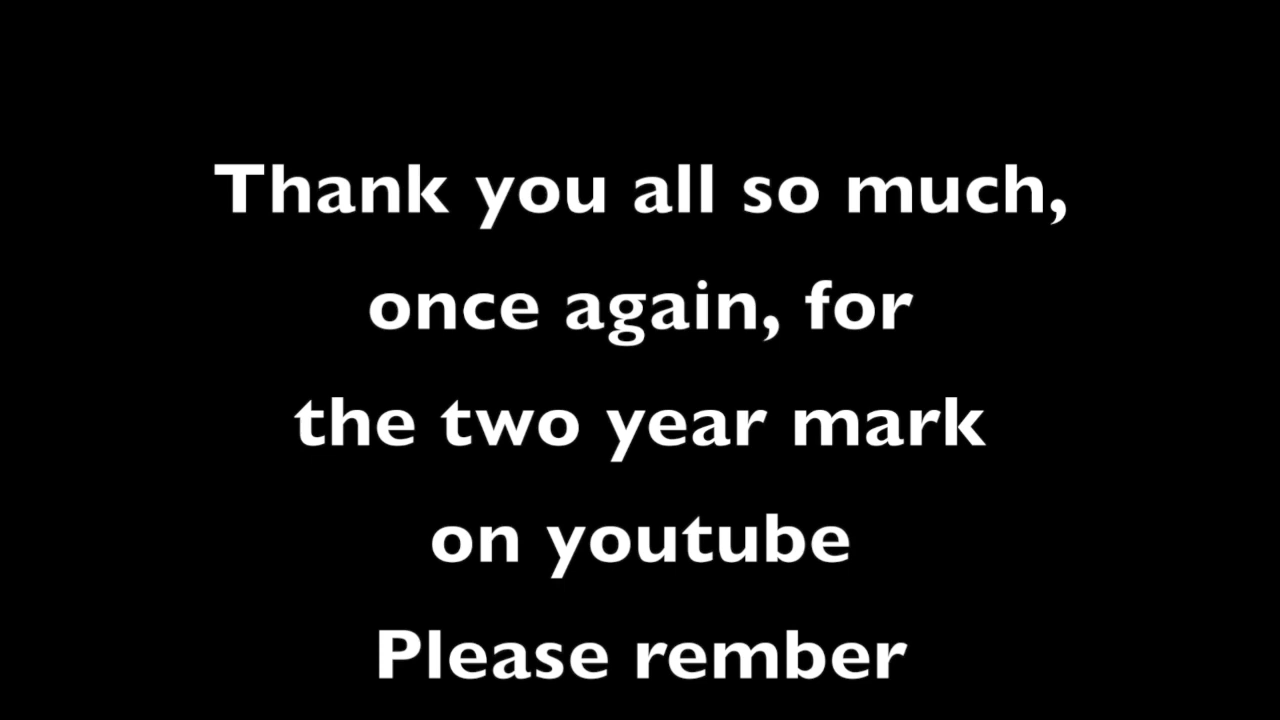 Thank you all so much,
once again, for
the two year mark
on youtube
Please rember